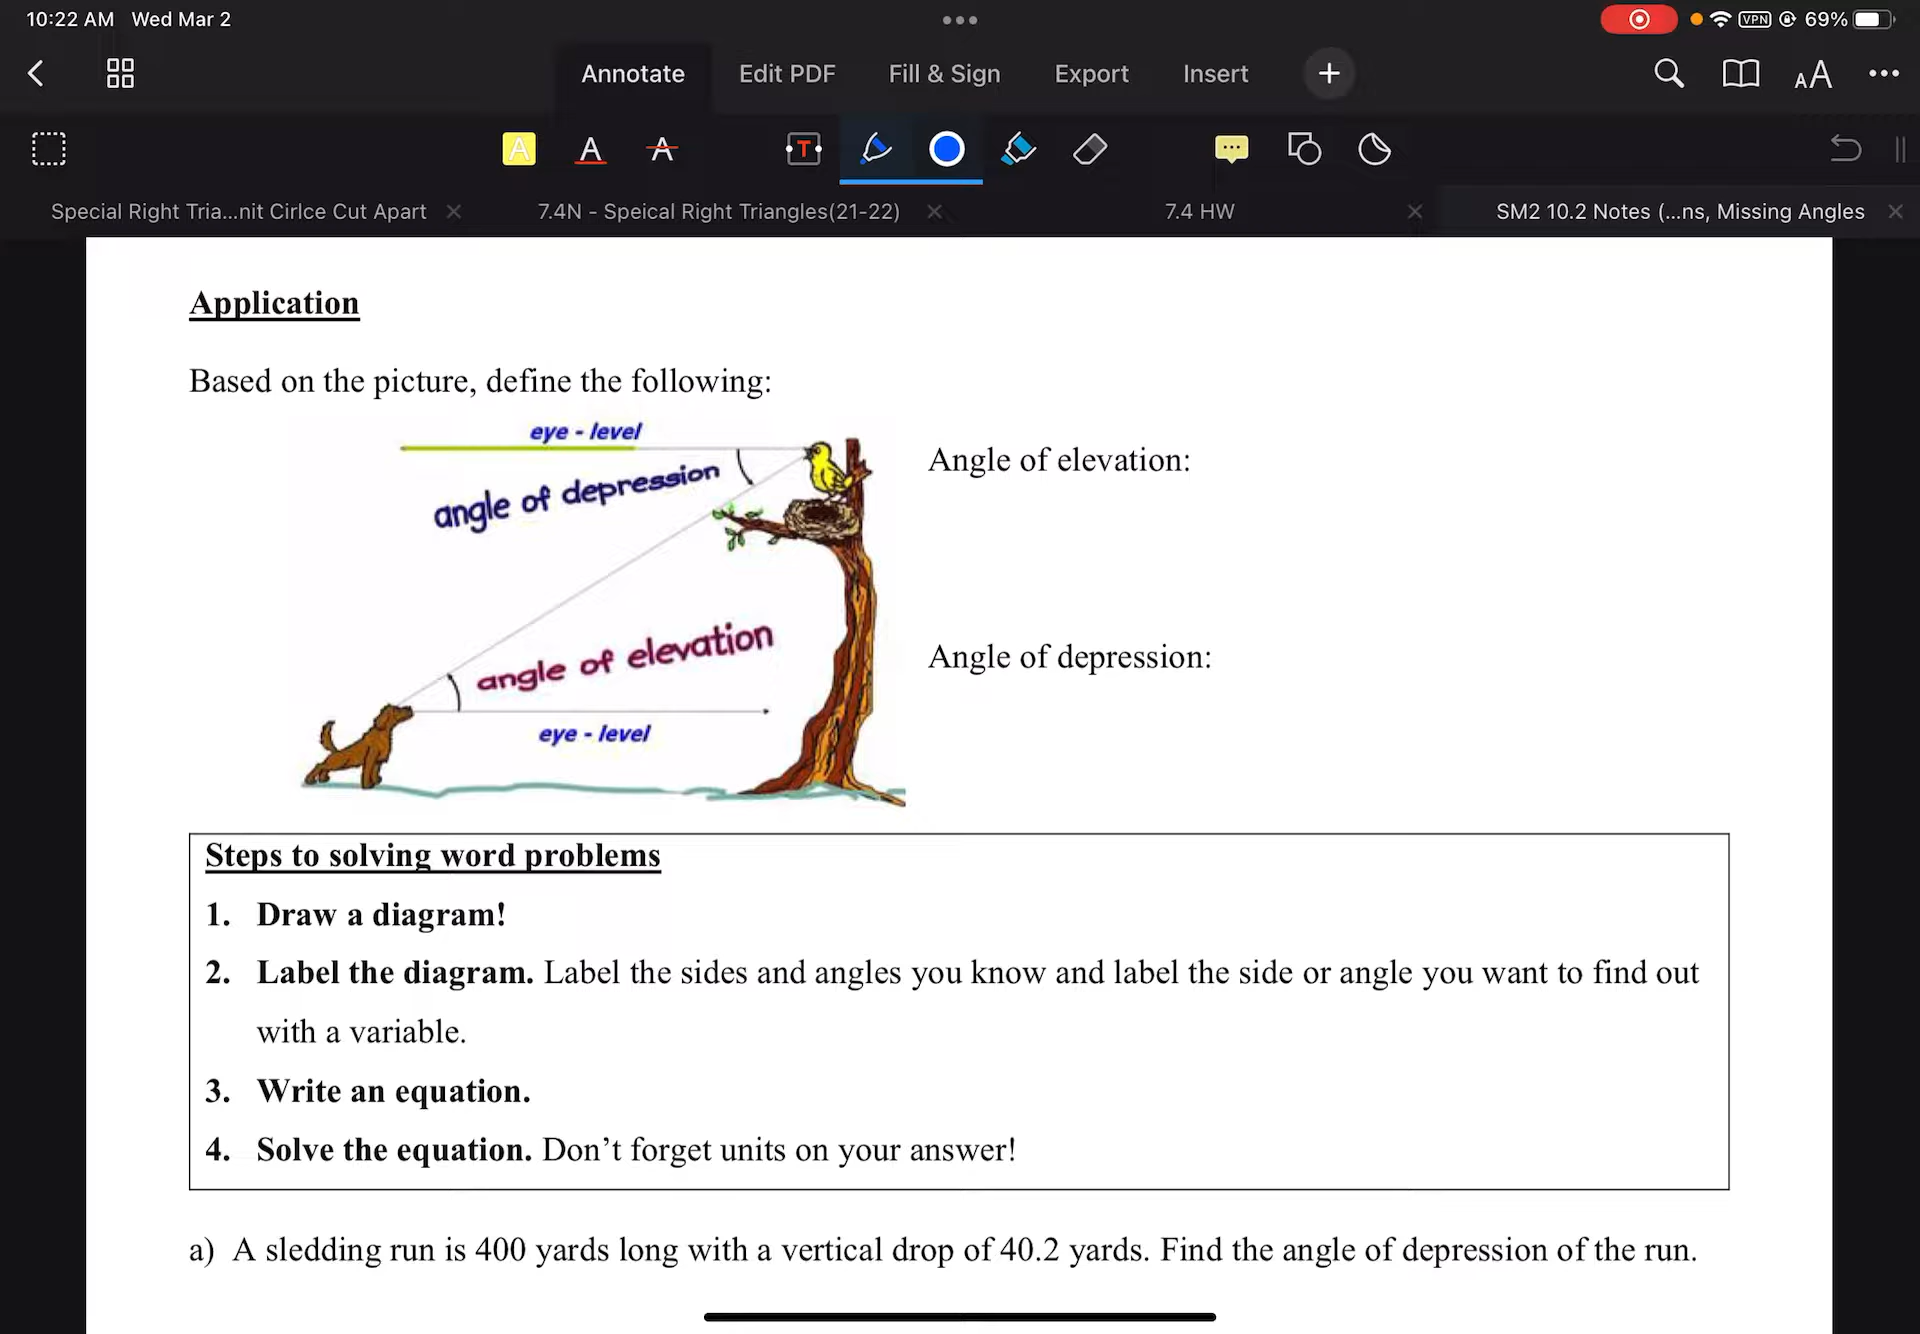 10:22 AM Wed Mar 2
VPN 69%
Annotate Edit PDF Fill & Sign Export Insert
AA
A A A T
Special Right Tria...nit Cirlce Cut Apart 7.4N - Speical Right Triangles(21-22) 7.4 HW SM2 10.2 Notes (...ns, Missing Angles
Application
Based on the picture, define the following:
eye - level
angle of depression
Angle of elevation:
angle of elevation
Angle of depression:
eye - level
Steps to solving word problems
1. Draw a diagram!
2. Label the diagram. Label the sides and angles you know and label the side or angle you want to find out
with a variable.
3. Write an equation.
4. Solve the equation. Don’t forget units on your answer!
a) A sledding run is 400 yards long with a vertical drop of 40.2 yards. Find the angle of depression of the run.